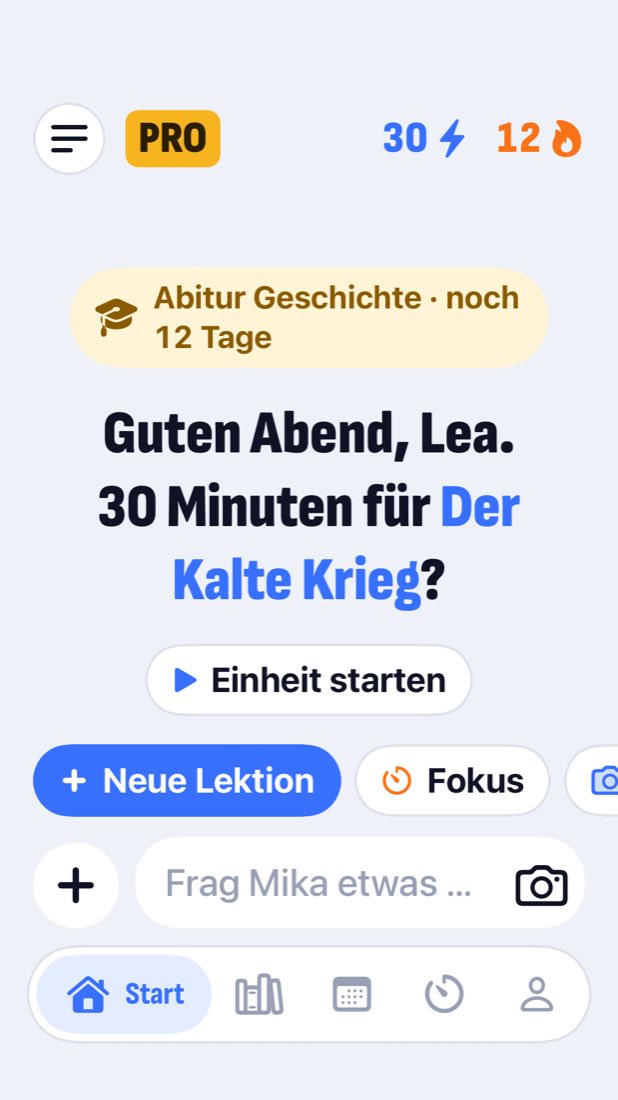 PRO
30
12
Abitur Geschichte · noch
12 Tage
Guten Abend, Lea.
30 Minuten für Der
Kalte Krieg?
Einheit starten
+ Neue Lektion
Fokus
Frag Mika etwas ...
Start